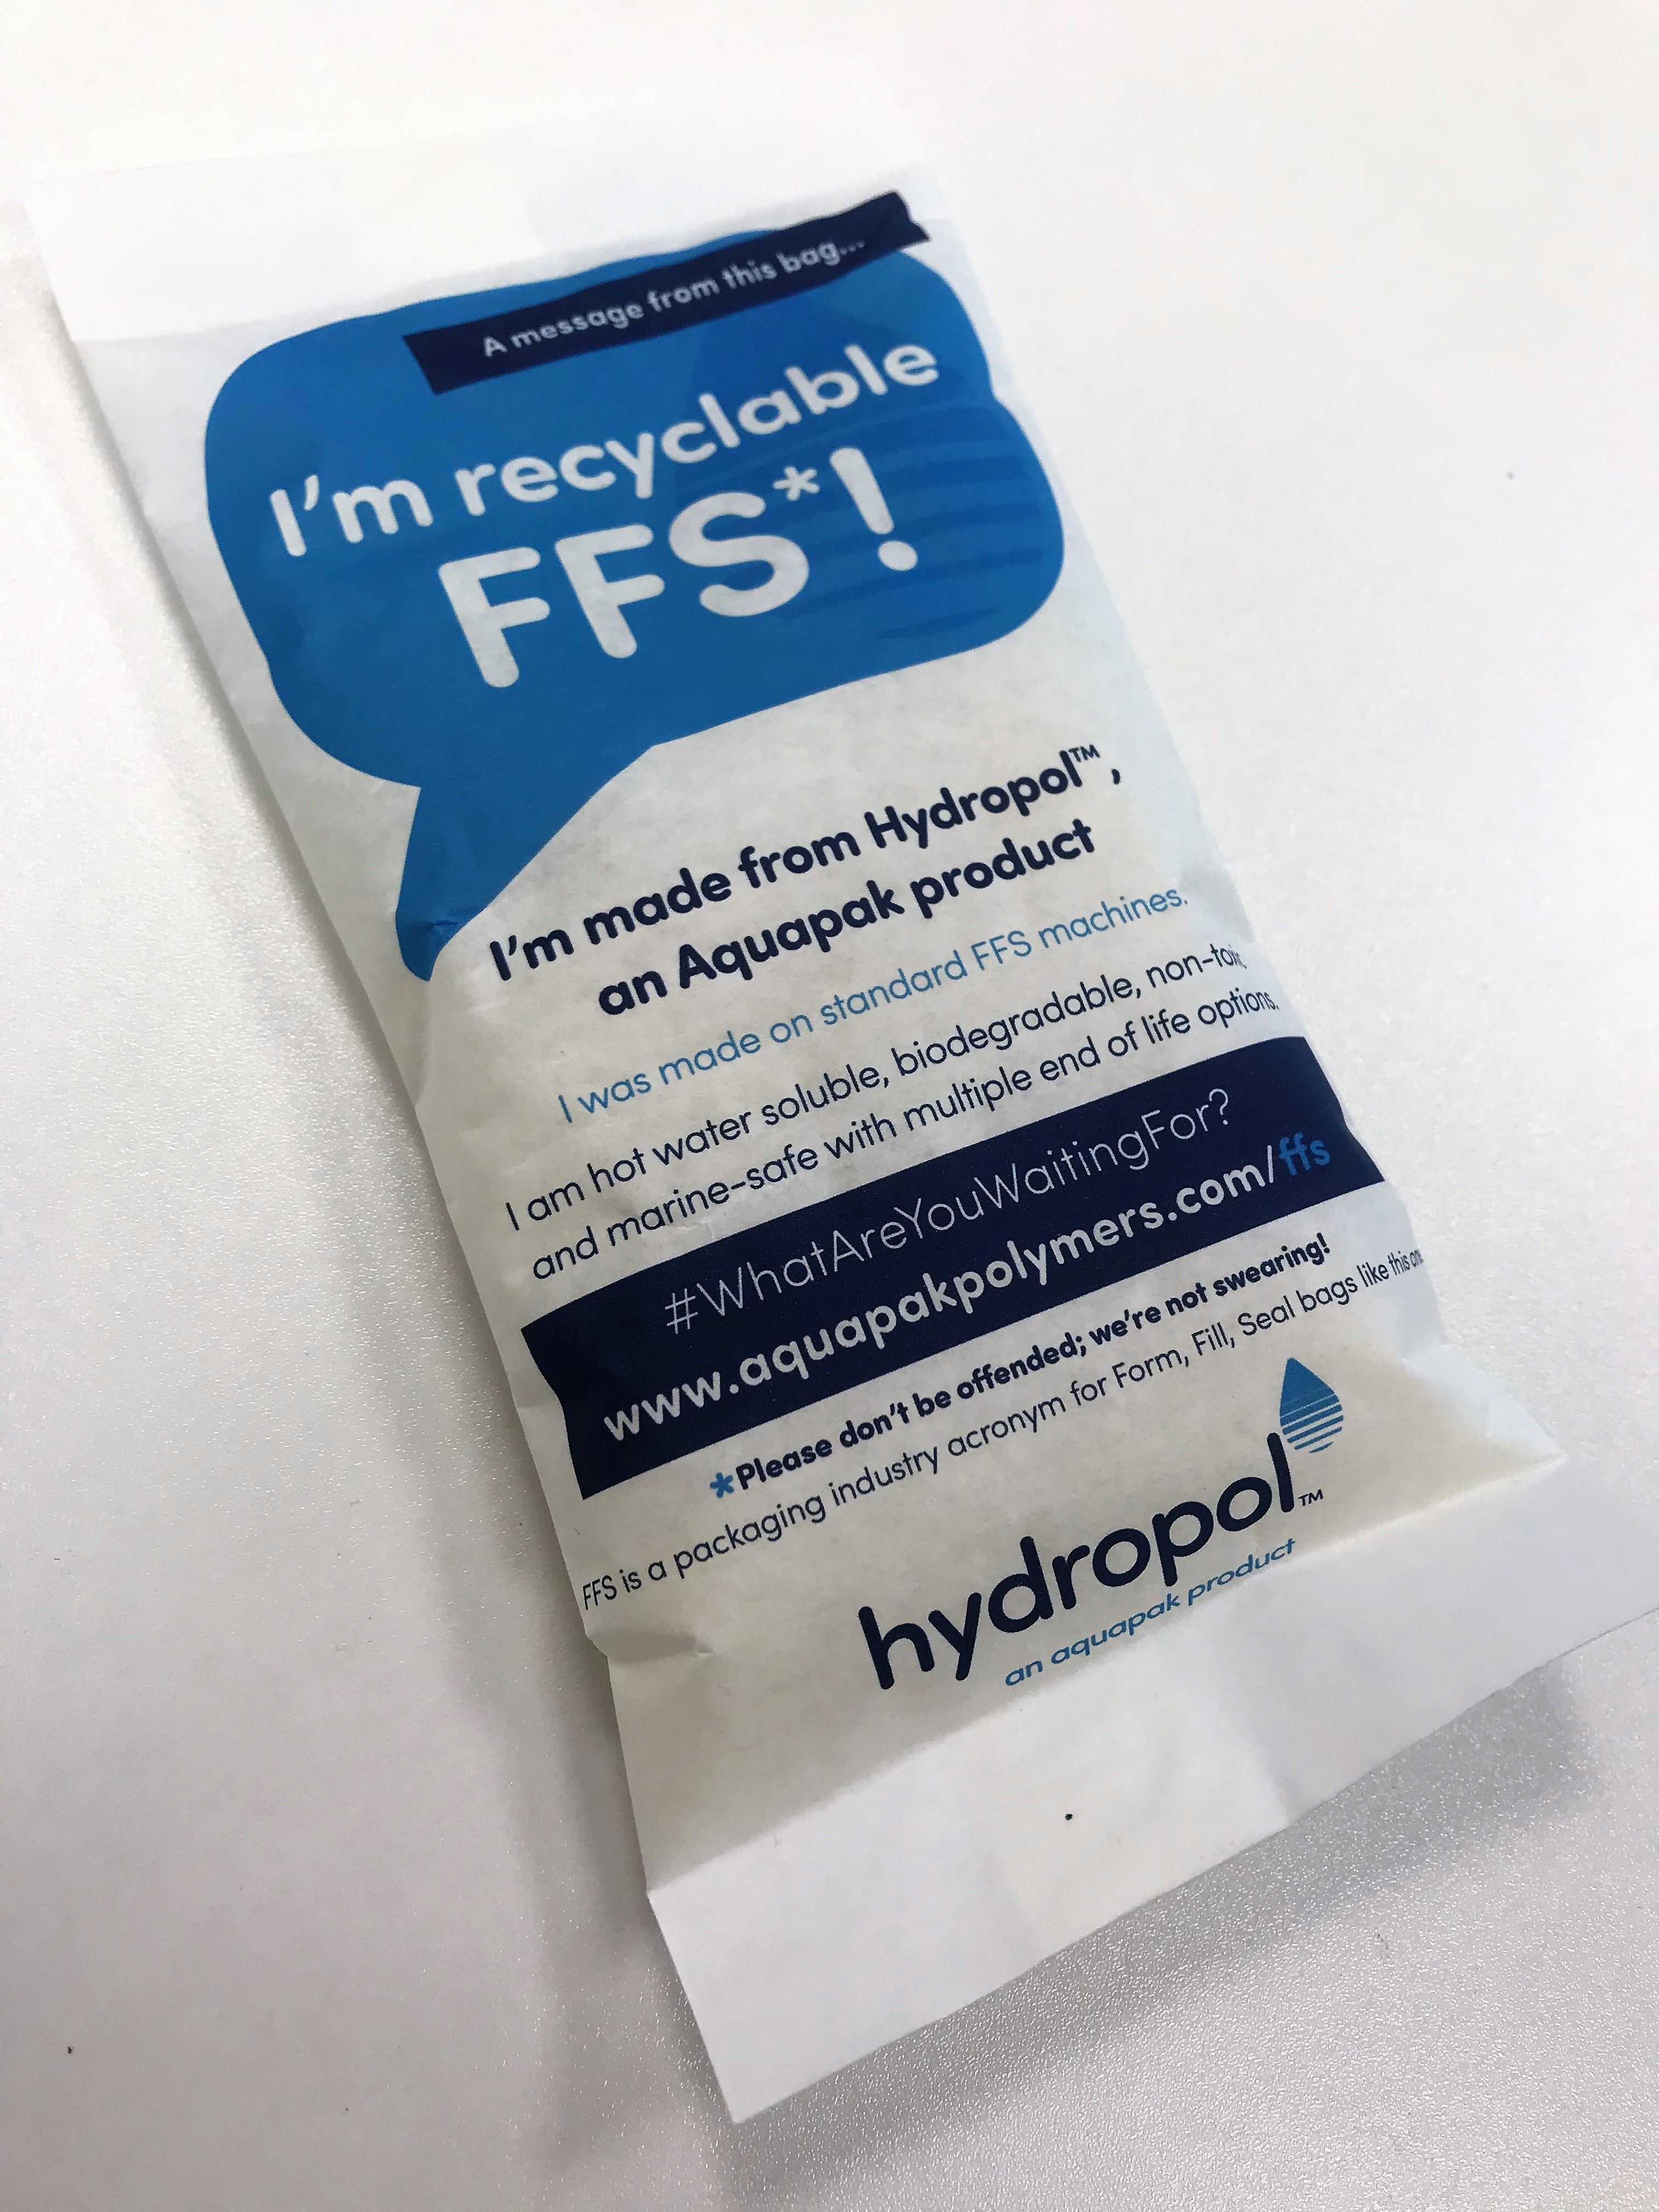 A message from this bag...
I'm recyclable
FFS*!
I'm made from Hydropol™,
an Aquapak product
I was made on standard FFS machines.
I am hot water soluble, biodegradable, non-toxic
and marine-safe with multiple end of life options.
#WhatAreYouWaitingFor?
www.aquapakpolymers.com/ffs
*Please don't be offended; we're not swearing!
FFS is a packaging industry acronym for Form, Fill, Seal bags like this one
hydropol™
an aquapak product